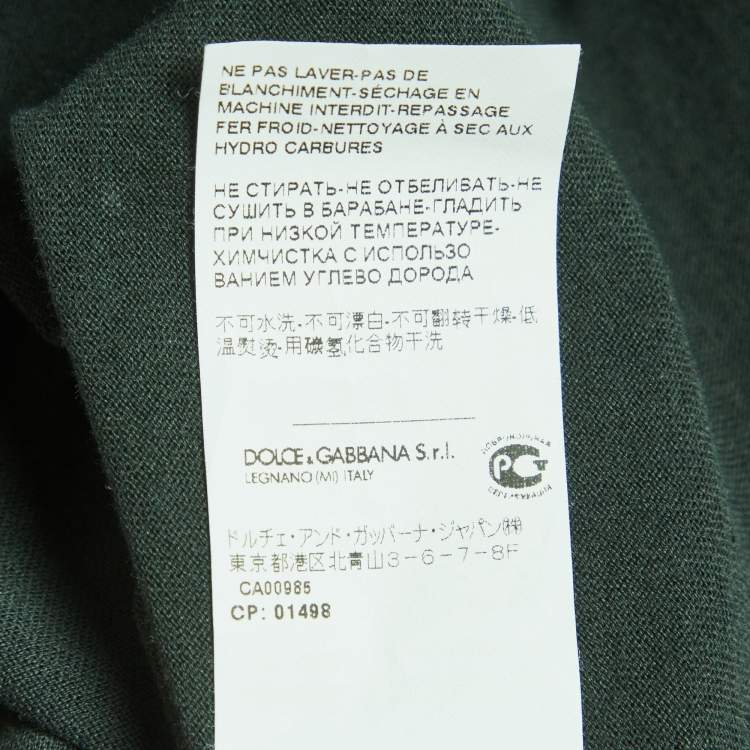 NE PAS LAVER-PAS DE
BLANCHIMENT-SÉCHAGE EN
MACHINE INTERDIT-REPASSAGE
FER FROID-NETTOYAGE À SEC AUX
HYDRO CARBURES
НЕ СТИРАТЬ-НЕ ОТБЕЛИВАТЬ-НЕ
СУШИТЬ В БАРАБАНЕ-ГЛАДИТЬ
ПРИ НИЗКОЙ ТЕМПЕРАТУРЕ-
ХИМЧИСТКА С ИСПОЛЬЗО
ВАНИЕМ УГЛЕВО ДОРОДА
不可水洗-不可漂白-不可翻转干燥-低
温熨烫-用碘氢化合物干洗
DOLCE & GABBANA S.r.l.
LEGNANO (MI) ITALY
ДОБРОВОЛЬНАЯ
РСТ
СЕРТИФИКАЦИЯ
ドルチェ・アンド・ガッバーナ・ジャパン㈱
東京都港区北青山3-6-7-8F
CA00985
CP: 01498